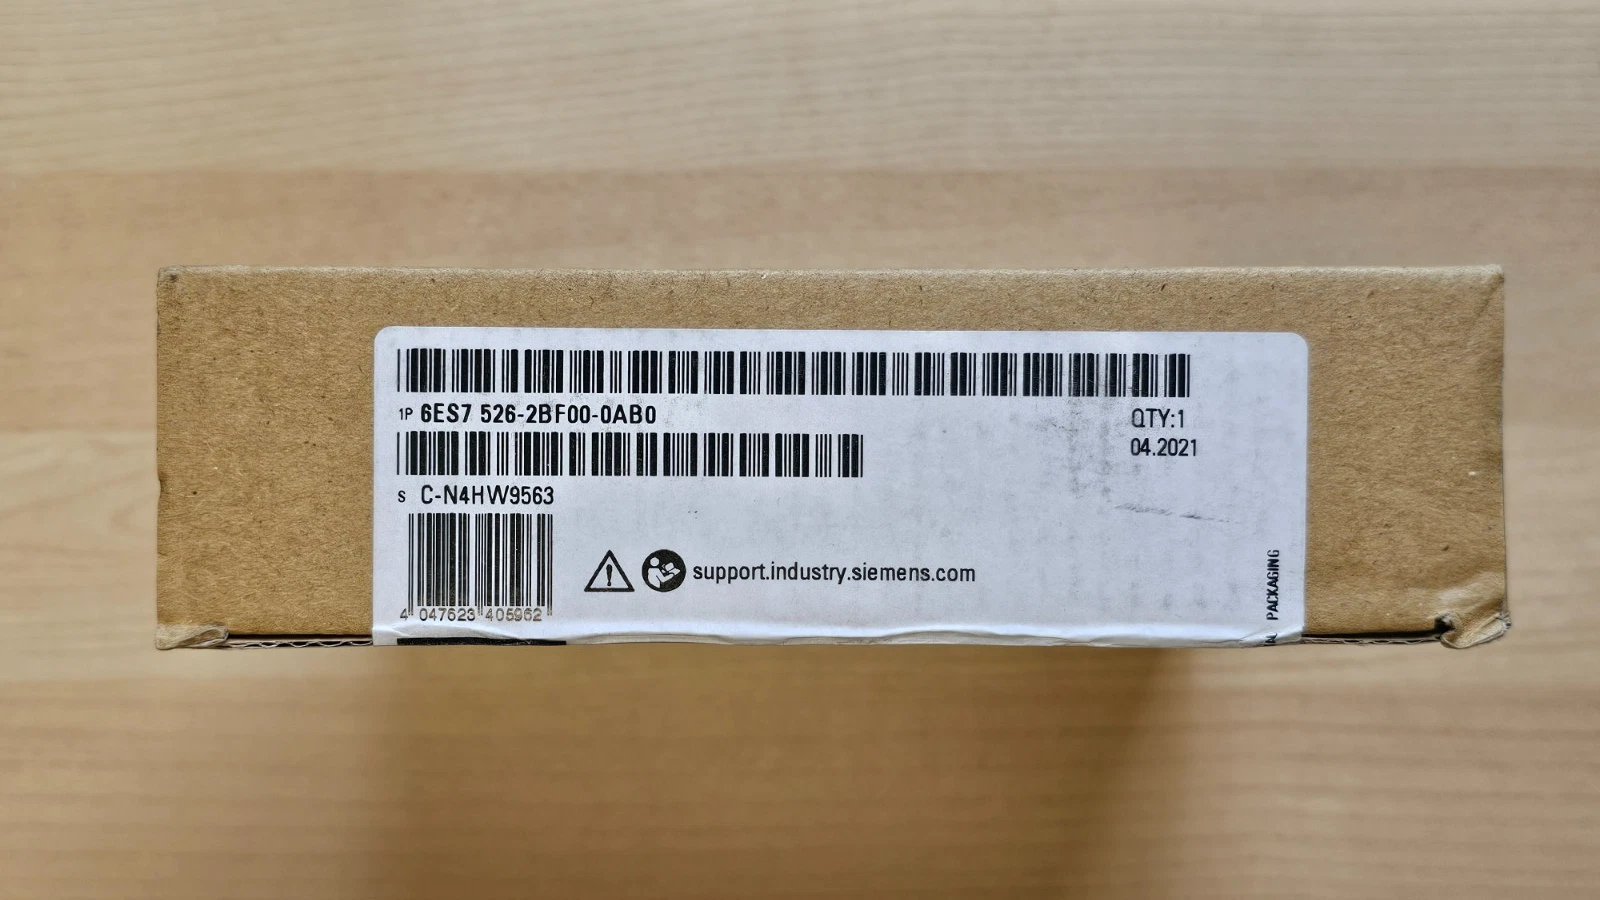 1P 6ES7 526-2BF00-0AB0
QTY:1
04.2021
S C-N4HW9563
support.industry.siemens.com
4 047623 405962
PACKAGING